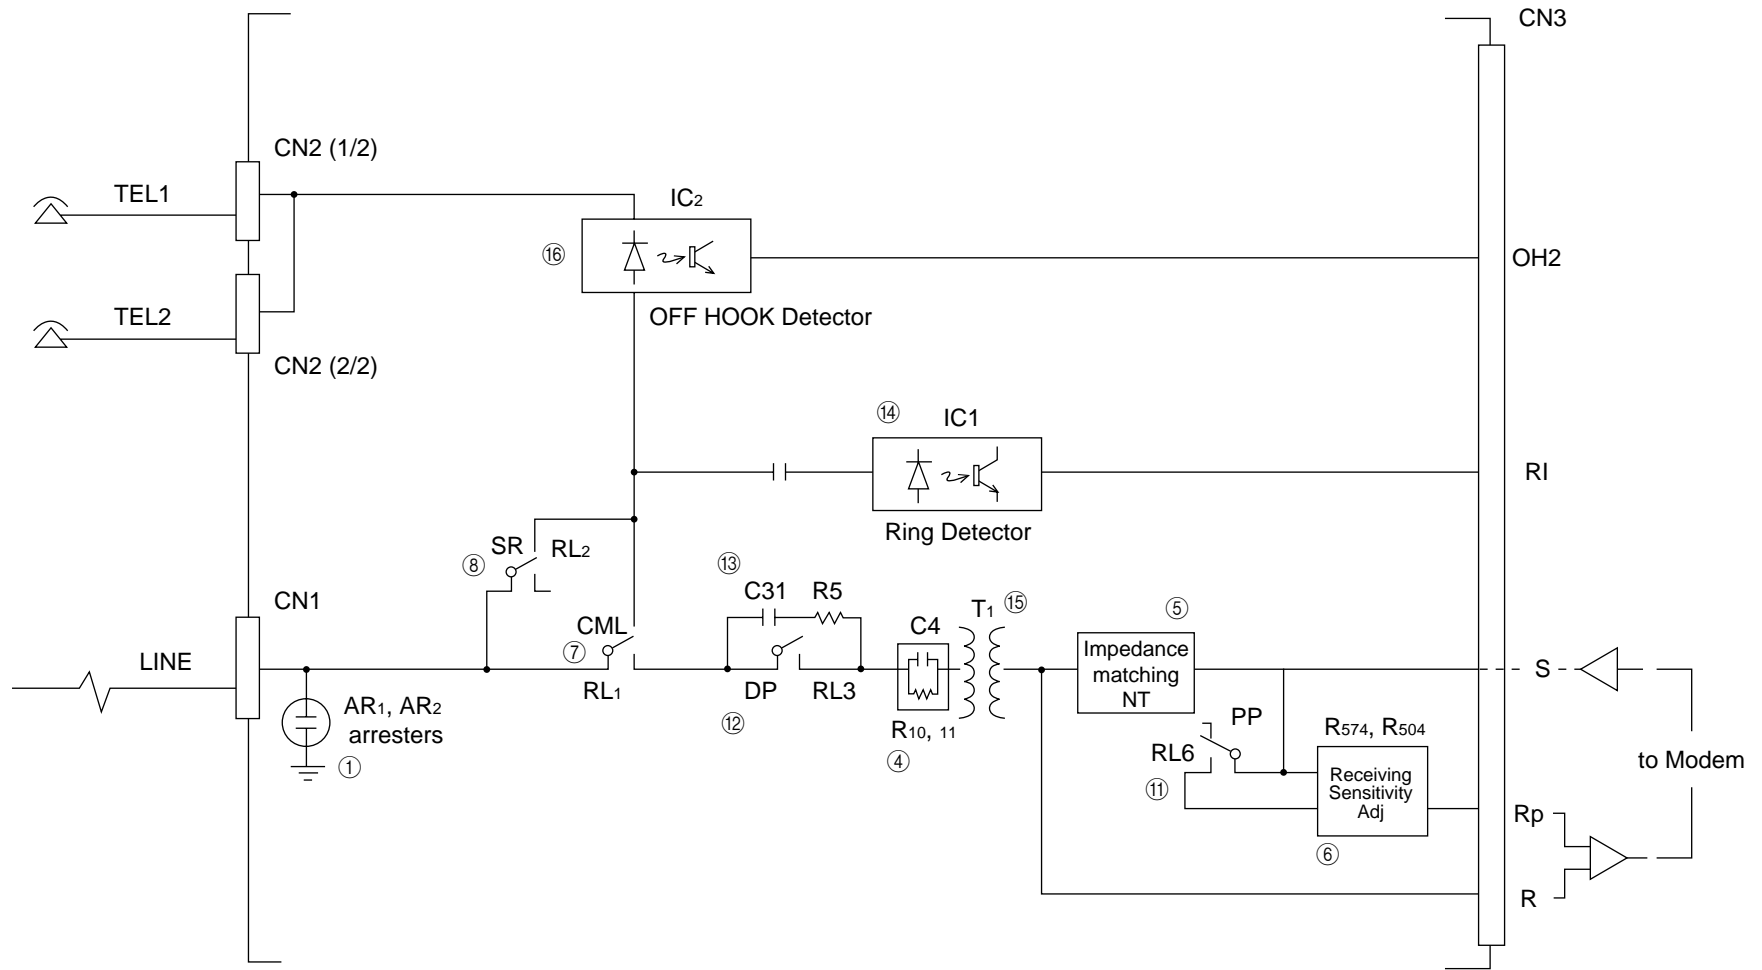 CN3
CN2 (1/2)
TEL1
IC2
⑯
OH2
TEL2
OFF HOOK Detector
CN2 (2/2)
⑭
IC1
RI
Ring Detector
SR
RL2
⑧
⑬
CN1
C31
R5
T1
⑮
⑤
CML
C4
⑦
LINE
Impedance
matching
NT
S
RL1
DP
RL3
AR1, AR2
arresters
⑫
R10, 11
PP
R574, R504
①
④
RL6
to Modem
⑪
Receiving
Sensitivity
Adj
Rp
⑥
R